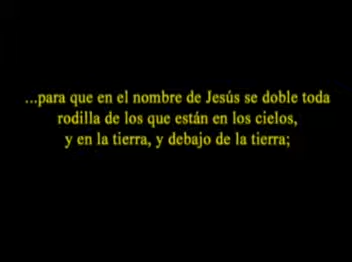 ...para que en el nombre de Jesús se doble toda
rodilla de los que están en los cielos,
y en la tierra, y debajo de la tierra;